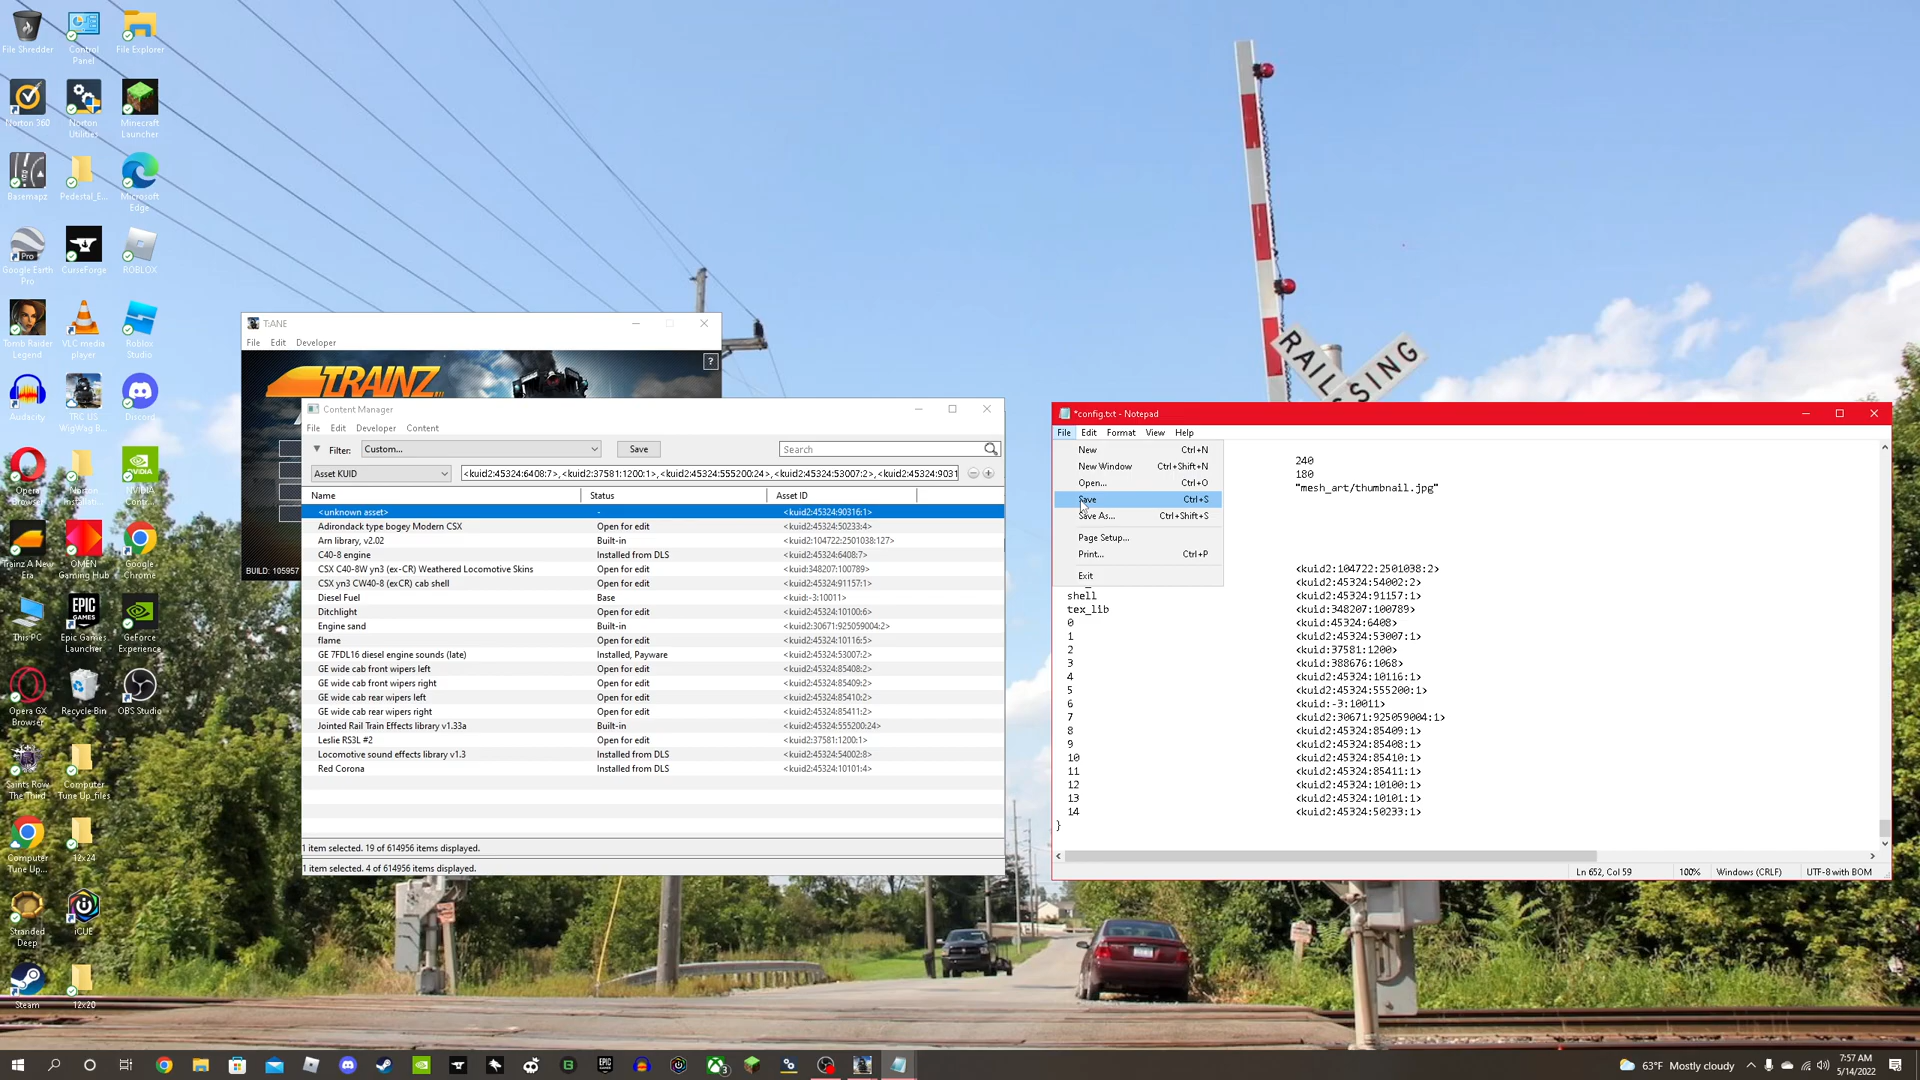 File Shredder
Control Panel
File Explorer
Norton 360
Norton Utilities
Minecraft Launcher
Basemapz
Pedestal_E...
Microsoft Edge
Google Earth Pro
CurseForge
ROBLOX
Tomb Raider Legend
VLC media player
Roblox Studio
Audacity
TRC US WigWag B...
Discord
Opera Browser
Norton Installati...
NVIDIA Contr...
Trainz A New Era
OMEN Gaming Hub
Google Chrome
This PC
Epic Games Launcher
GeForce Experience
Opera GX Browser
Recycle Bin
OBS Studio
Saints Row The Third
Computer Tune Up_files
Computer Tune Up...
12x24
Stranded Deep
iCUE
Steam
12x20
T:ANE
File Edit Developer
?
TRAINZ
BUILD: 105957
Content Manager
File Edit Developer Content
Filter: Custom... Save Search
Asset KUID <kuid2:45324:6408:7>,<kuid2:37581:1200:1>,<kuid2:45324:555200:24>,<kuid2:45324:53007:2>,<kuid2:45324:9031
Name Status Asset ID
<unknown asset> - <kuid2:45324:90316:1>
Adirondack type bogey Modern CSX Open for edit <kuid2:45324:50233:4>
Arn library, v2.02 Built-in <kuid2:104722:2501038:127>
C40-8 engine Installed from DLS <kuid2:45324:6408:7>
CSX C40-8W yn3 (ex-CR) Weathered Locomotive Skins Open for edit <kuid:348207:100789>
CSX yn3 CW40-8 (exCR) cab shell Open for edit <kuid2:45324:91157:1>
Diesel Fuel Base <kuid:-3:10011>
Ditchlight Open for edit <kuid2:45324:10100:6>
Engine sand Built-in <kuid2:30671:925059004:2>
flame Open for edit <kuid2:45324:10116:5>
GE 7FDL16 diesel engine sounds (late) Installed, Payware <kuid2:45324:53007:2>
GE wide cab front wipers left Open for edit <kuid2:45324:85408:2>
GE wide cab front wipers right Open for edit <kuid2:45324:85409:2>
GE wide cab rear wipers left Open for edit <kuid2:45324:85410:2>
GE wide cab rear wipers right Open for edit <kuid2:45324:85411:2>
Jointed Rail Train Effects library v1.33a Built-in <kuid2:45324:555200:24>
Leslie RS3L #2 Open for edit <kuid2:37581:1200:1>
Locomotive sound effects library v1.3 Installed from DLS <kuid2:45324:54002:8>
Red Corona Installed from DLS <kuid2:45324:10101:4>
1 item selected. 19 of 614956 items displayed.
1 item selected. 4 of 614956 items displayed.
*config.txt - Notepad
File Edit Format View Help
New Ctrl+N
New Window Ctrl+Shift+N
Open... Ctrl+O
Save Ctrl+S
Save As... Ctrl+Shift+S
Page Setup...
Print... Ctrl+P
Exit
240
180
"mesh_art/thumbnail.jpg"
<kuid2:104722:2501038:2>
<kuid2:45324:54002:2>
shell <kuid2:45324:91157:1>
tex_lib <kuid:348207:100789>
0 <kuid:45324:6408>
1 <kuid2:45324:53007:1>
2 <kuid:37581:1200>
3 <kuid:388676:1068>
4 <kuid2:45324:10116:1>
5 <kuid2:45324:555200:1>
6 <kuid:-3:10011>
7 <kuid2:30671:925059004:1>
8 <kuid2:45324:85409:1>
9 <kuid2:45324:85408:1>
10 <kuid2:45324:85410:1>
11 <kuid2:45324:85411:1>
12 <kuid2:45324:10100:1>
13 <kuid2:45324:10101:1>
14 <kuid2:45324:50233:1>
}
Ln 652, Col 59 100% Windows (CRLF) UTF-8 with BOM
RAIL
SSING
63°F Mostly cloudy
7:57 AM
5/14/2022